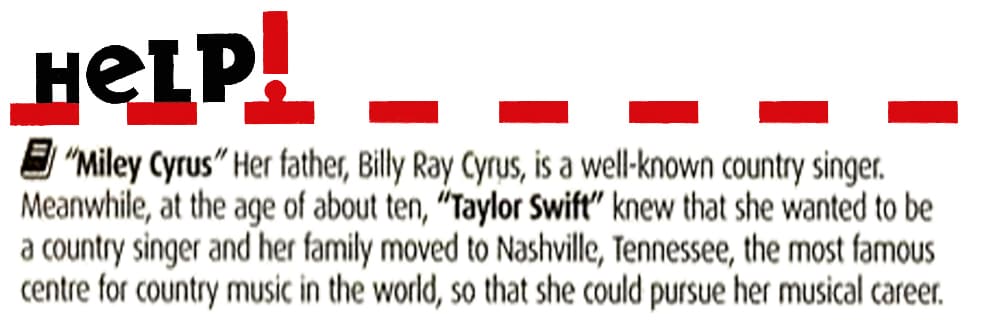 HeLP!
"Miley Cyrus" Her father, Billy Ray Cyrus, is a well-known country singer.
Meanwhile, at the age of about ten, "Taylor Swift" knew that she wanted to be
a country singer and her family moved to Nashville, Tennessee, the most famous
centre for country music in the world, so that she could pursue her musical career.